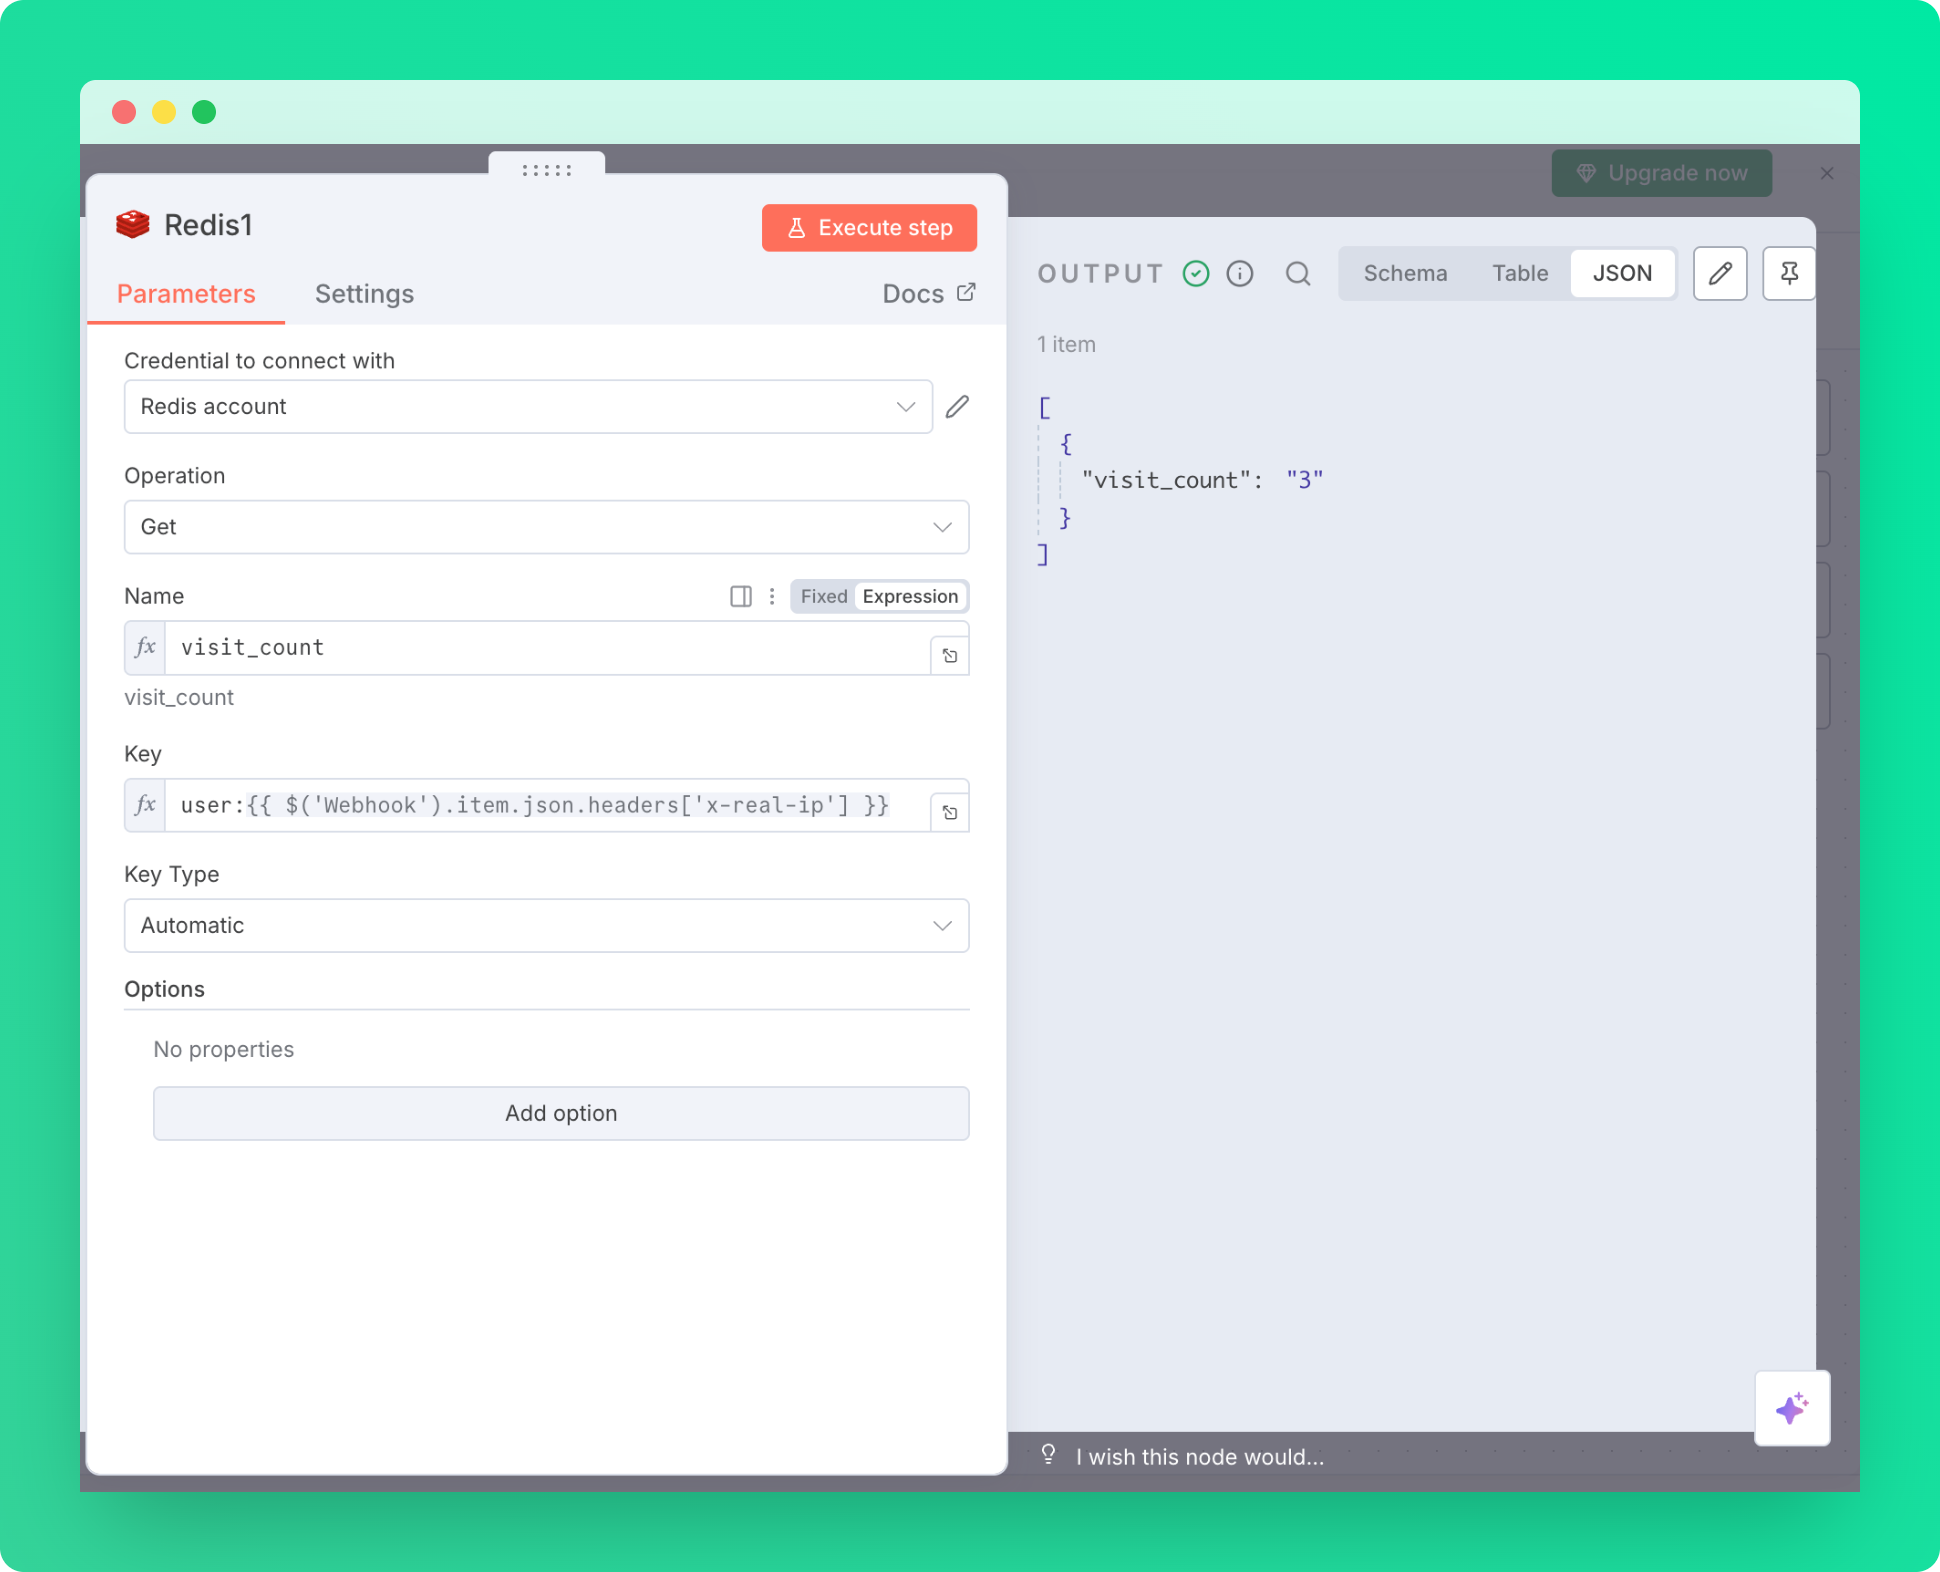 Upgrade now
Redis1
Execute step
Parameters
Settings
Docs
Credential to connect with
Redis account
Operation
Get
Name
Fixed
Expression
fx
visit_count
visit_count
Key
fx
user:{{ $('Webhook').item.json.headers['x-real-ip'] }}
Key Type
Automatic
Options
No properties
Add option
OUTPUT
Schema
Table
JSON
1 item
[
{
"visit_count": "3"
}
]
I wish this node would...